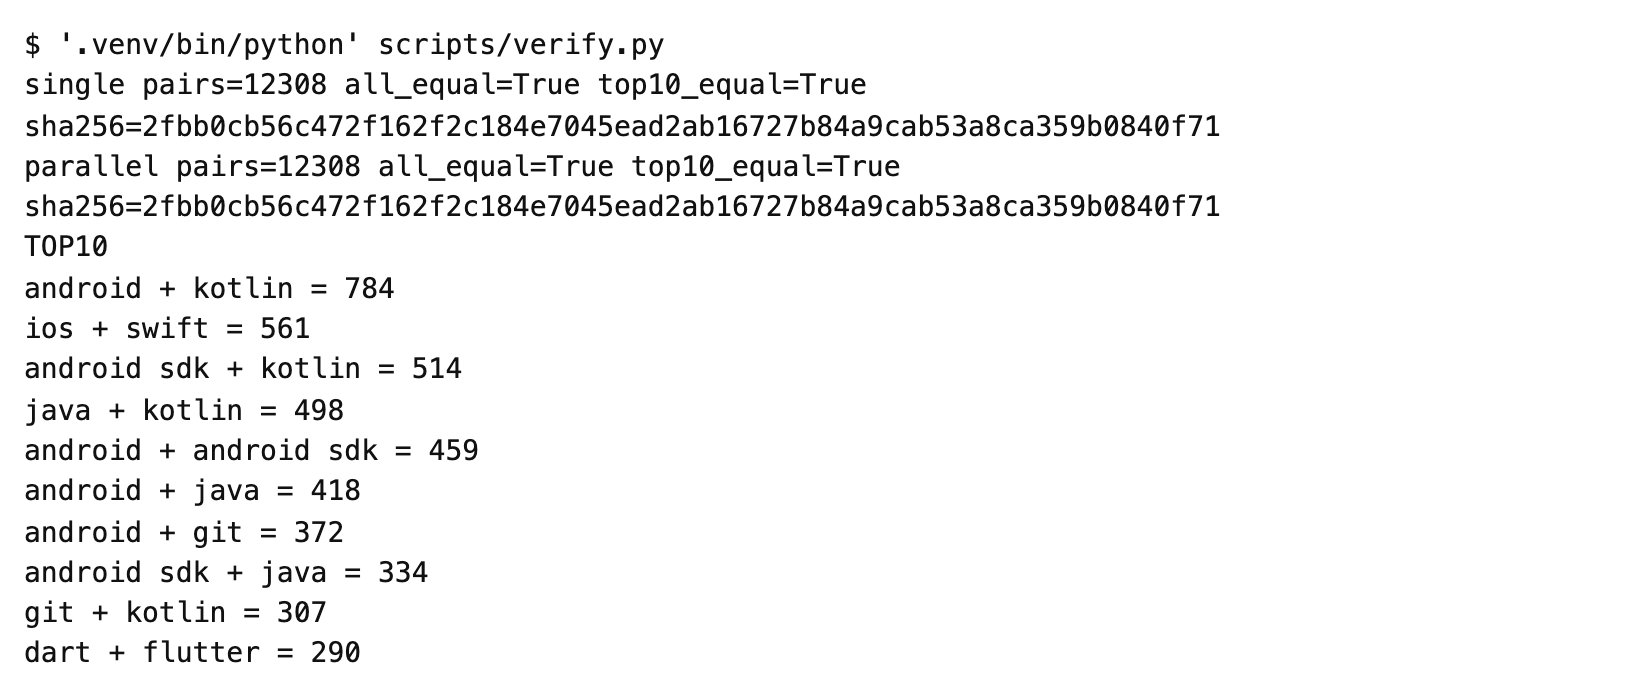 $ '.venv/bin/python' scripts/verify.py
single pairs=12308 all_equal=True top10_equal=True
sha256=2fbb0cb56c472f162f2c184e7045ead2ab16727b84a9cab53a8ca359b0840f71
parallel pairs=12308 all_equal=True top10_equal=True
sha256=2fbb0cb56c472f162f2c184e7045ead2ab16727b84a9cab53a8ca359b0840f71
TOP10
android + kotlin = 784
ios + swift = 561
android sdk + kotlin = 514
java + kotlin = 498
android + android sdk = 459
android + java = 418
android + git = 372
android sdk + java = 334
git + kotlin = 307
dart + flutter = 290